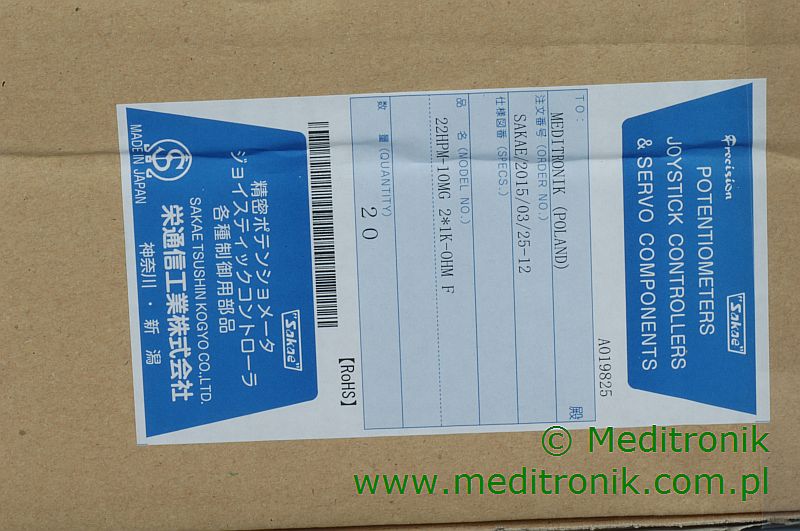 Precision
POTENTIOMETERS
JOYSTICK CONTROLLERS
& SERVO COMPONENTS
"Sakae"
A019825
TO:
MEDITRONIK (POLAND)
殿
注文番号 (ORDER NO.)
SAKAE/2015/03/25-12
仕様図番 (SPECS.)
品 名 (MODEL NO.)
22HPM-10MG 2*1K-OHM F
数 量 (QUANTITY)
20
【RoHS】
"Sakae"
精密ポテンショメータ
ジョイスティックコントローラ
各種制御用部品
SAKAE TSUSHIN KOGYO CO.,LTD.
栄通信工業株式会社
神奈川・新潟
MADE IN JAPAN
© Meditronik
www.meditronik.com.pl